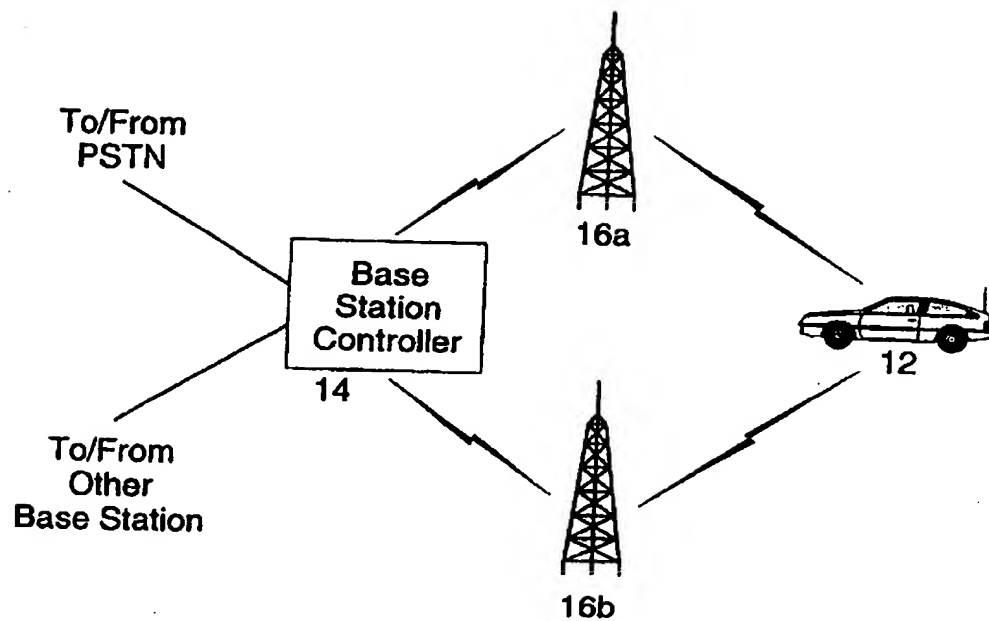 To/From
PSTN
16a
Base
Station
Controller
14
12
To/From
Other
Base Station
16b